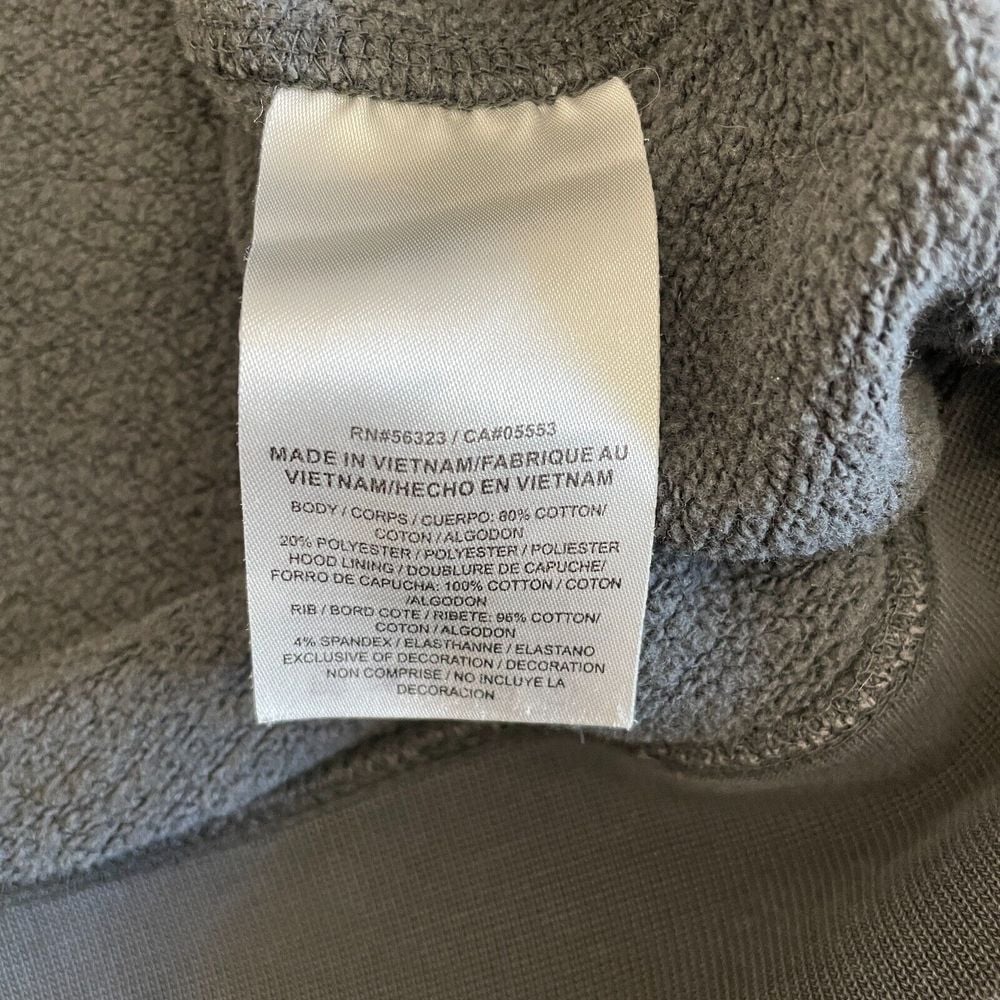 RN#56323 / CA#05553
MADE IN VIETNAM/FABRIQUE AU
VIETNAM/HECHO EN VIETNAM
BODY / CORPS / CUERPO: 80% COTTON/
COTON / ALGODON
20% POLYESTER / POLYESTER / POLIESTER
HOOD LINING / DOUBLURE DE CAPUCHE/
FORRO DE CAPUCHA: 100% COTTON / COTON
/ALGODON
RIB / BORD COTE / RIBETE: 96% COTTON/
COTON / ALGODON
4% SPANDEX / ELASTHANNE / ELASTANO
EXCLUSIVE OF DECORATION / DECORATION
NON COMPRISE / NO INCLUYE LA
DECORACION